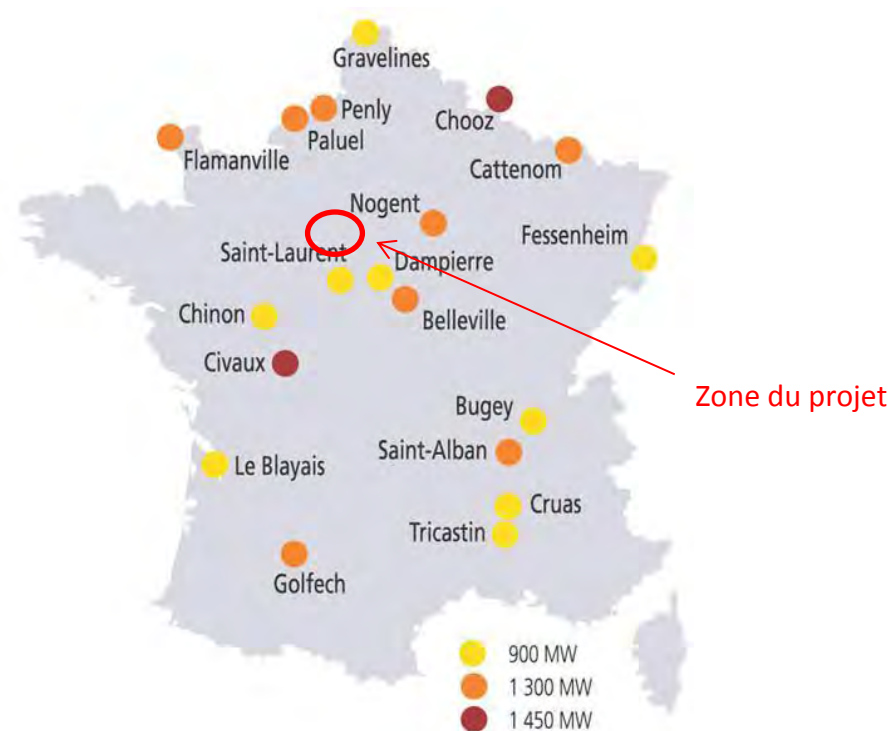 Gravelines
Penly
Paluel
Chooz
Flamanville
Cattenom
Nogent
Fessenheim
Saint-Laurent
Dampierre
Chinon
Belleville
Civaux
Zone du projet
Bugey
Saint-Alban
Le Blayais
Cruas
Tricastin
Golfech
900 MW
1 300 MW
1 450 MW